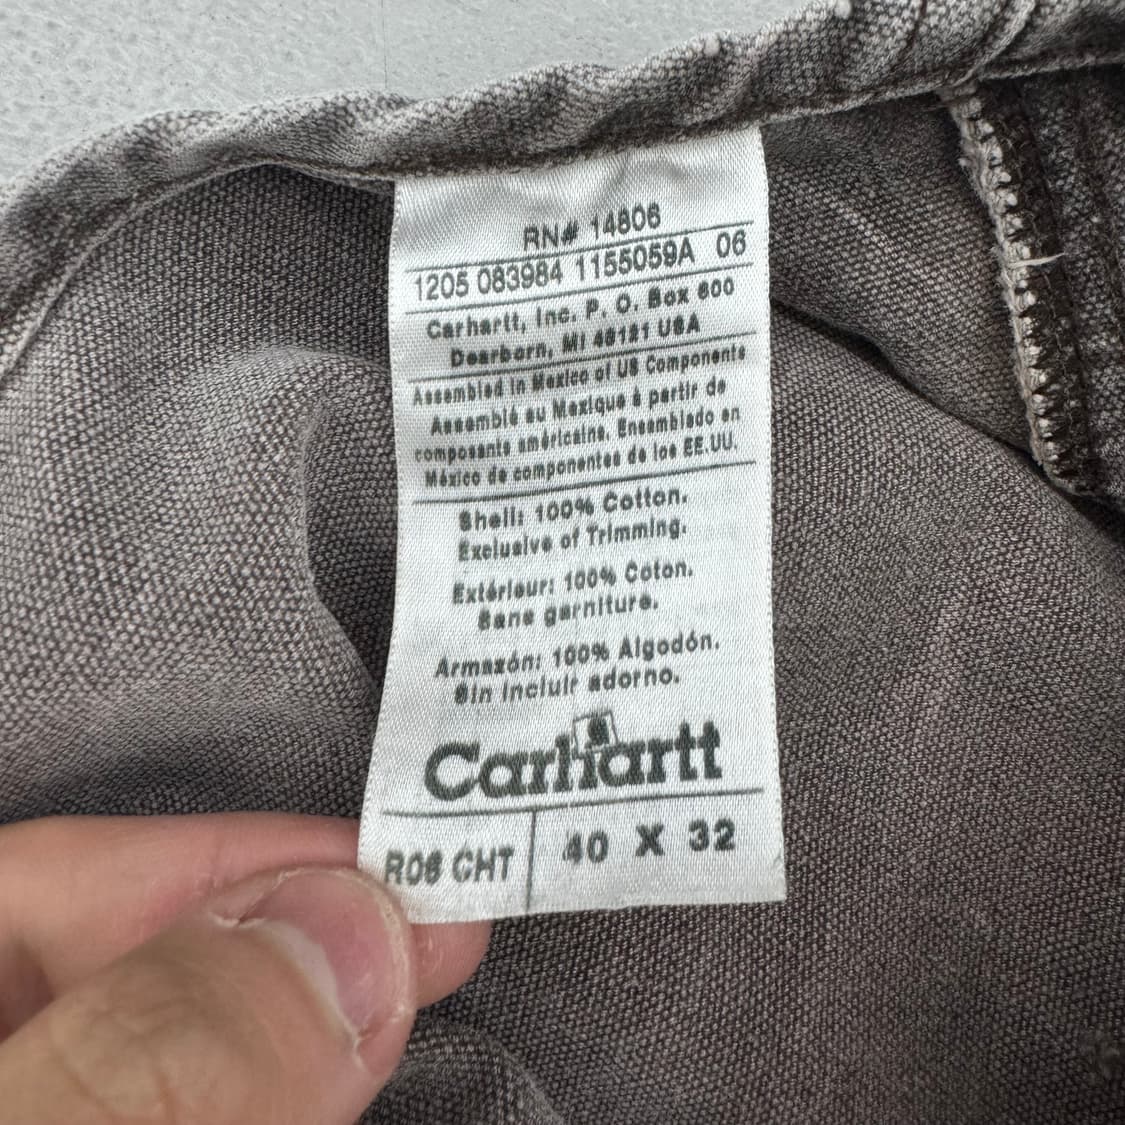 RN# 14806
1205 083984 1155059A 06
Carhartt, Inc. P. O. Box 600
Dearborn, MI 48121 USA
Assembled in Mexico of US Components
Assemblé au Mexique à partir de
composants américains. Ensamblado en
México de componentes de los EE.UU.
Shell: 100% Cotton.
Exclusive of Trimming.
Extérieur: 100% Coton.
Sans garniture.
Armazón: 100% Algodón.
Sin incluir adorno.
Carhartt
R06 CHT 40 X 32